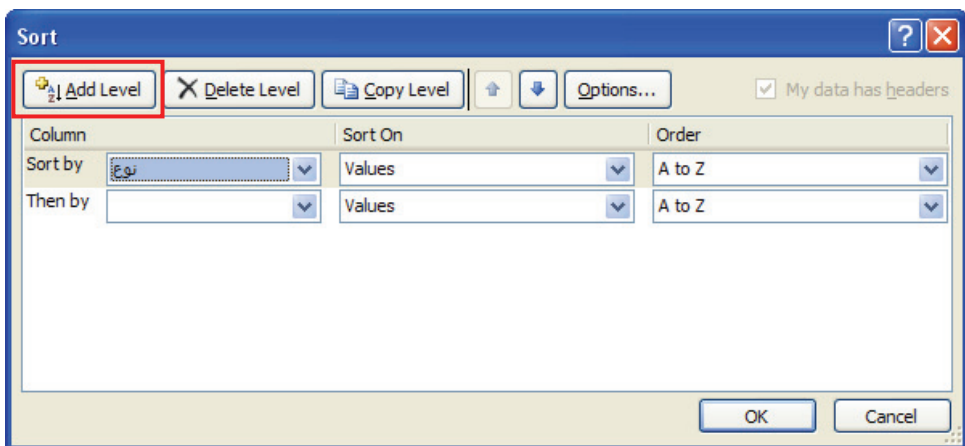 Sort
Add Level Delete Level Copy Level Options... My data has headers
Column Sort On Order
Sort by نوع Values A to Z
Then by Values A to Z
OK Cancel